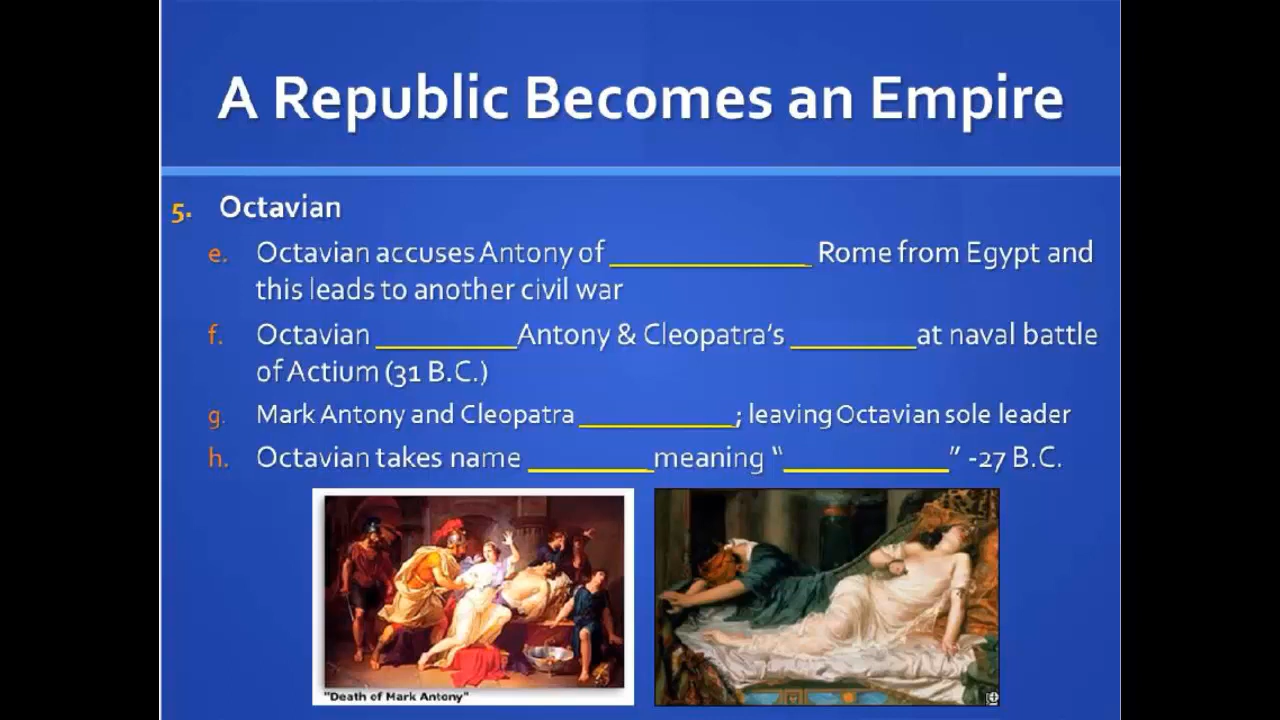 A Republic Becomes an Empire
5. Octavian
e. Octavian accuses Antony of ______________ Rome from Egypt and
this leads to another civil war
f. Octavian __________Antony & Cleopatra's _________at naval battle
of Actium (31 B.C.)
g. Mark Antony and Cleopatra ___________; leaving Octavian sole leader
h. Octavian takes name _________meaning “____________” -27 B.C.
"Death of Mark Antony"